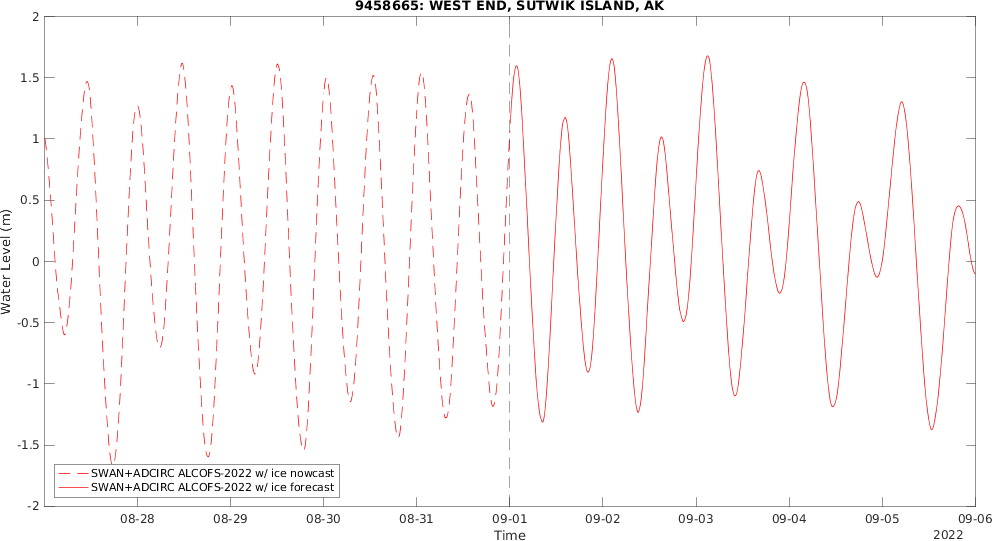 9458665: WEST END, SUTWIK ISLAND, AK
2
1.5
1
0.5
0
-0.5
-1
-1.5
-2
Water Level (m)
SWAN+ADCIRC ALCOFS-2022 w/ ice nowcast
SWAN+ADCIRC ALCOFS-2022 w/ ice forecast
08-28 08-29 08-30 08-31 09-01 09-02 09-03 09-04 09-05 09-06
Time
2022